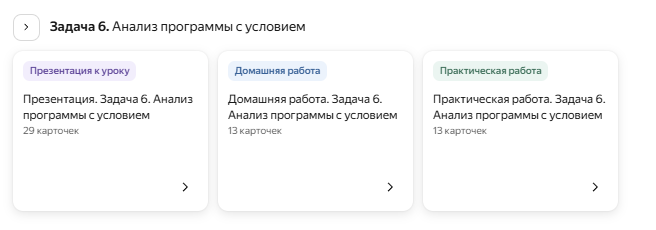 Задача 6. Анализ программы с условием
Презентация к уроку
Презентация. Задача 6. Анализ
программы с условием
29 карточек
Домашняя работа
Домашняя работа. Задача 6.
Анализ программы с условием
13 карточек
Практическая работа
Практическая работа. Задача 6.
Анализ программы с условием
13 карточек